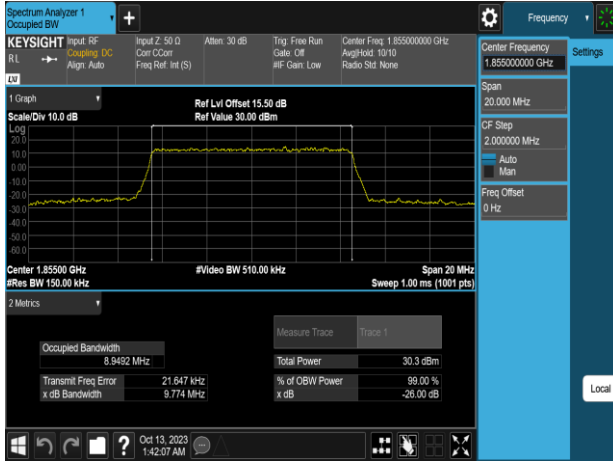 Spectrum Analyzer 1
Occupied BW
+
Frequency
KEYSIGHT
Input: RF
Coupling: DC
Align: Auto
Input Z: 50 Ω
Corr CCorr
Freq Ref: Int (S)
Atten: 30 dB
Trig: Free Run
Gate: Off
#IF Gain: Low
Center Freq: 1.855000000 GHz
Avg|Hold: 10/10
Radio Std: None
RL
LXI
Center Frequency
1.855000000 GHz
Settings
Span
20.000 MHz
CF Step
2.000000 MHz
Auto
Man
Freq Offset
0 Hz
Local
1 Graph
Scale/Div 10.0 dB
Ref Lvl Offset 15.50 dB
Ref Value 30.00 dBm
Log
20.0
10.0
0.00
-10.0
-20.0
-30.0
-40.0
-50.0
-60.0
Center 1.85500 GHz
#Video BW 510.00 kHz
Span 20 MHz
#Res BW 150.00 kHz
Sweep 1.00 ms (1001 pts)
2 Metrics
Measure Trace
Trace 1
Occupied Bandwidth
8.9492 MHz
Total Power
30.3 dBm
Transmit Freq Error
21.647 kHz
% of OBW Power
99.00 %
x dB Bandwidth
9.774 MHz
x dB
-26.00 dB
?
Oct 13, 2023
1:42:07 AM